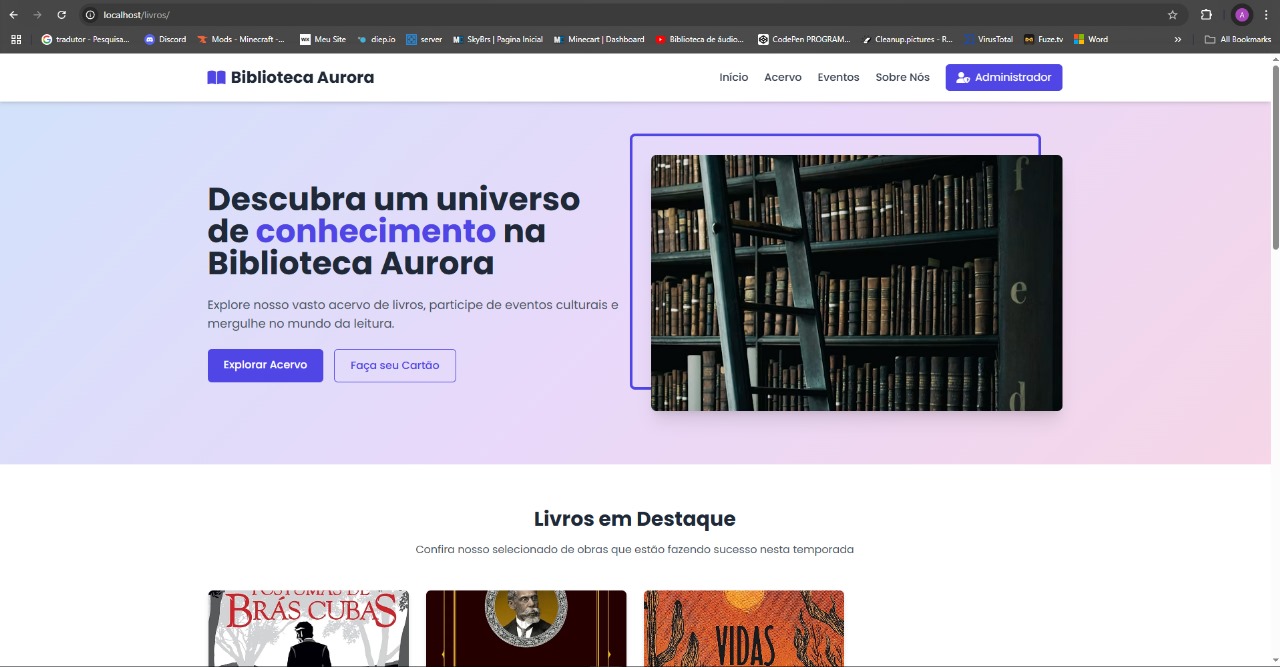 localhost/livros/
A
tradutor - Pesquisa...
Discord
Mods - Minecraft -...
Meu Site
diep.io
server
SkyBrs | Pagina Inicial
Minecart | Dashboard
Biblioteca de áudio...
CodePen PROGRAM...
Cleanup.pictures - R...
VirusTotal
Fuze.tv
Word
»
All Bookmarks
Biblioteca Aurora
Início
Acervo
Eventos
Sobre Nós
Administrador
Descubra um universo
de conhecimento na
Biblioteca Aurora
Explore nosso vasto acervo de livros, participe de eventos culturais e
mergulhe no mundo da leitura.
Explorar Acervo
Faça seu Cartão
f
e
d
Livros em Destaque
Confira nosso selecionado de obras que estão fazendo sucesso nesta temporada
PÓSTUMAS DE
BRÁS CUBAS
VIDAS